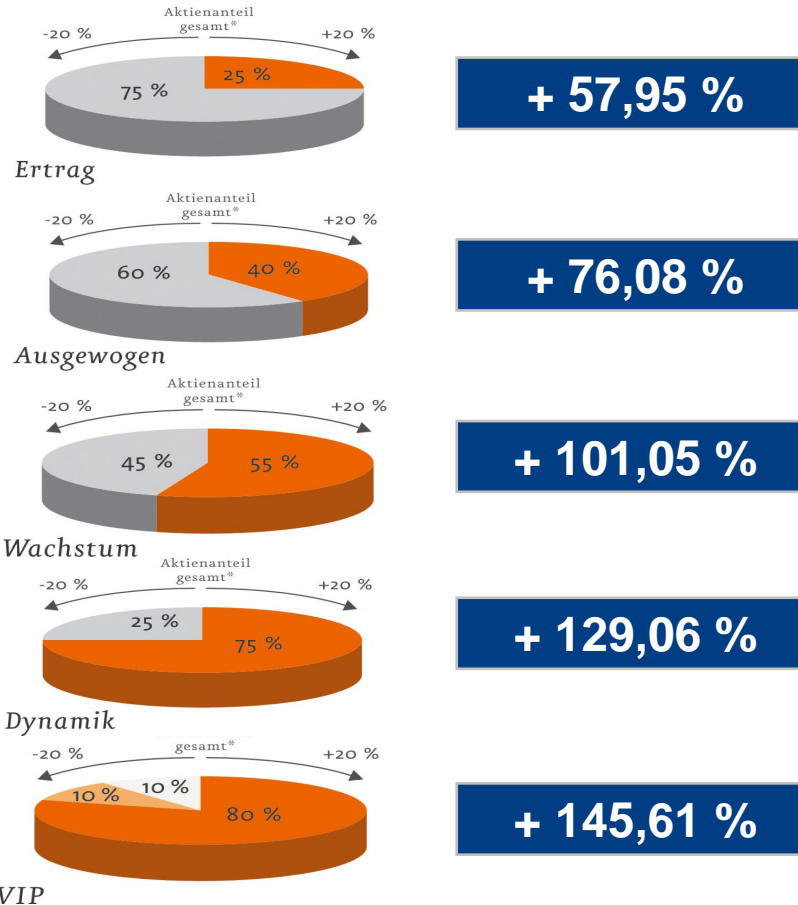 Aktienanteil
gesamt*
-20 % +20 %
75 % 25 %
+ 57,95 %
Ertrag
Aktienanteil
gesamt*
-20 % +20 %
60 % 40 %
+ 76,08 %
Ausgewogen
Aktienanteil
gesamt*
-20 % +20 %
45 % 55 %
+ 101,05 %
Wachstum
Aktienanteil
gesamt*
-20 % +20 %
25 % 75 %
+ 129,06 %
Dynamik
gesamt*
-20 % +20 %
10 % 10 % 80 %
+ 145,61 %
VIP